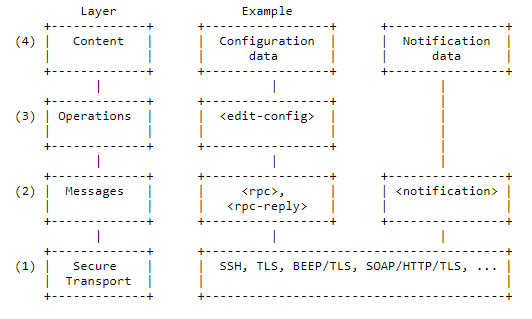 Layer Example
(4) Content Configuration Notification
data data
(3) Operations <edit-config>
(2) Messages <rpc>, <notification>
<rpc-reply>
(1) Secure SSH, TLS, BEEP/TLS, SOAP/HTTP/TLS, ...
Transport